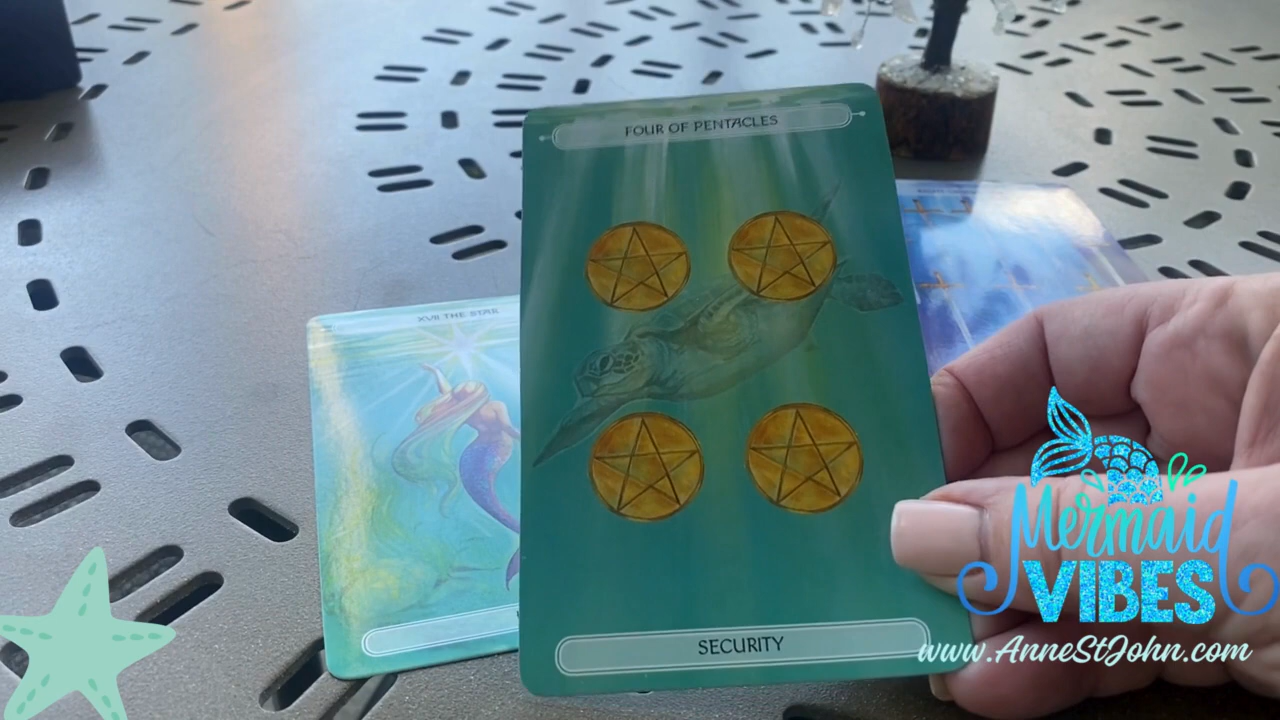 FOUR OF PENTACLES
XVII THE STAR
SECURITY
Mermaid
VIBES
www.AnneStJohn.com